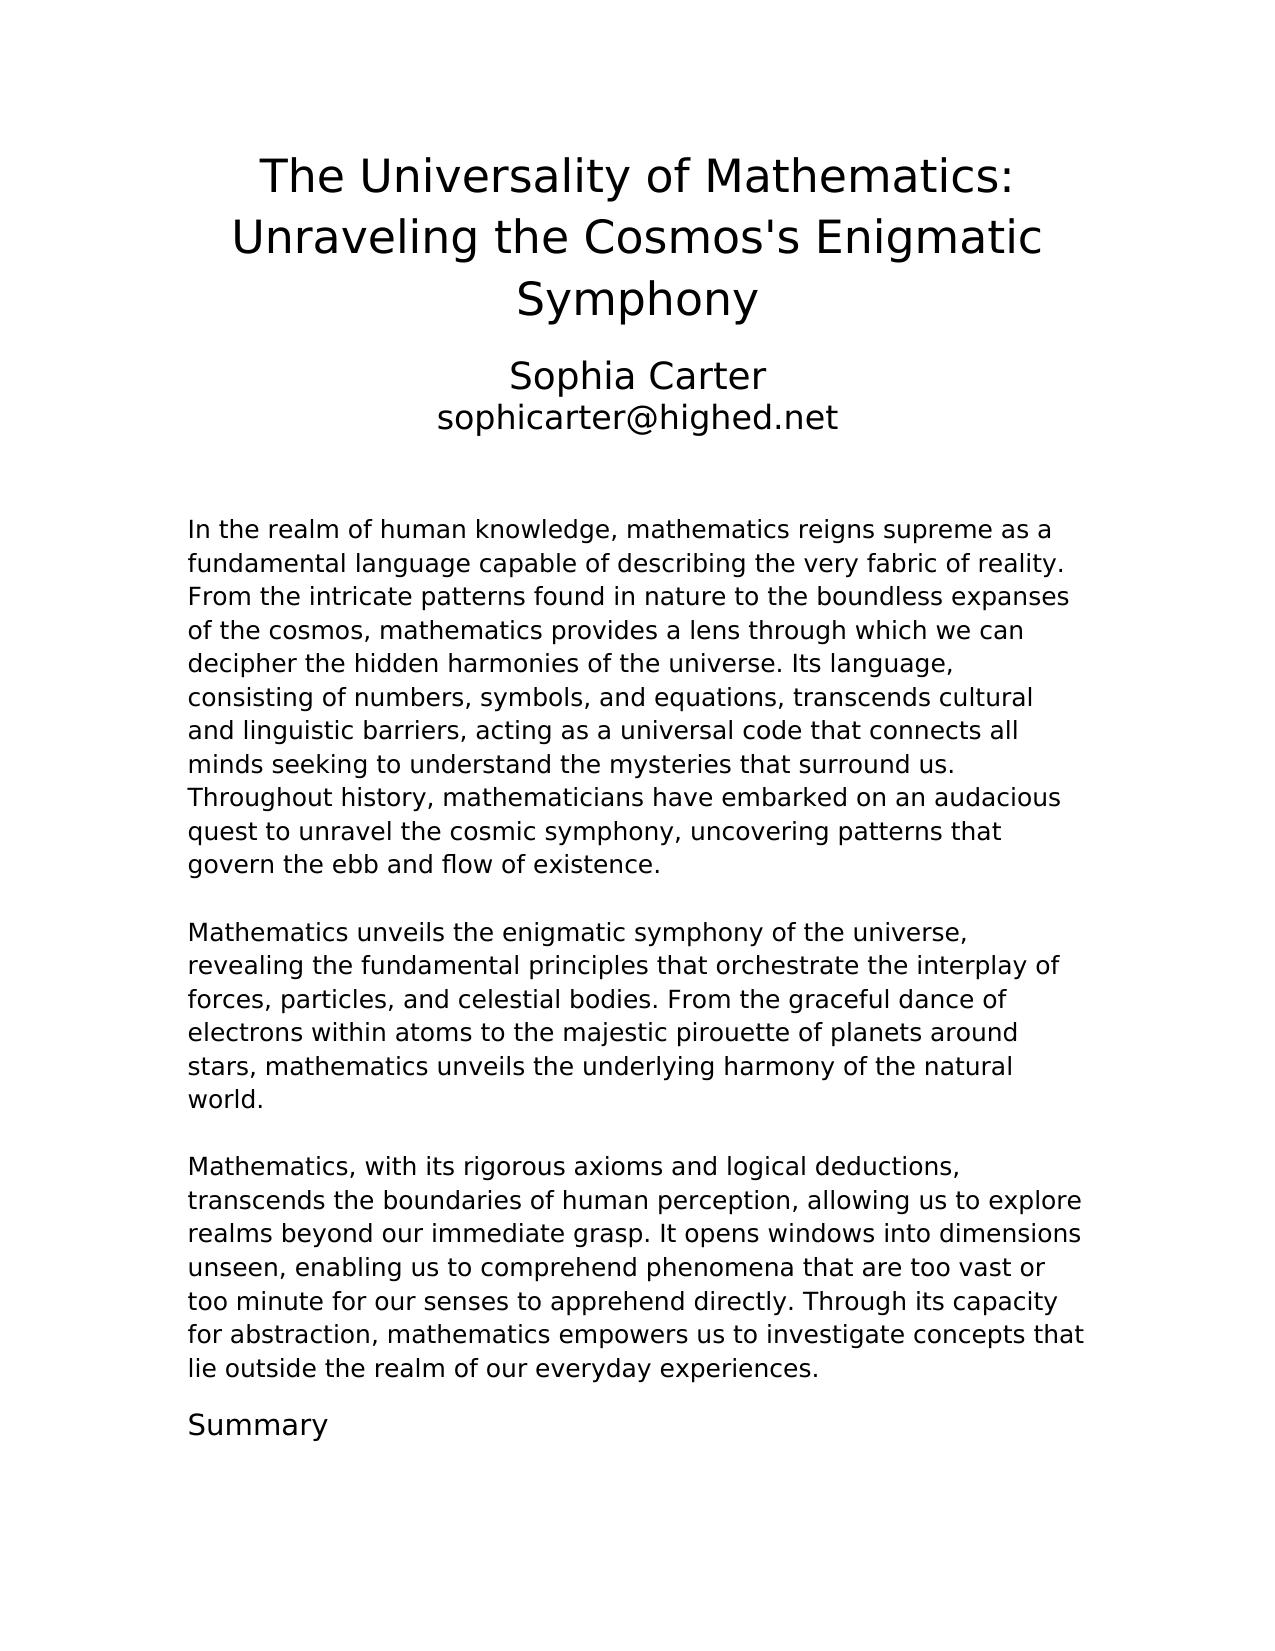 The Universality of Mathematics:
Unraveling the Cosmos's Enigmatic
Symphony
Sophia Carter
sophicarter@highed.net
In the realm of human knowledge, mathematics reigns supreme as a
fundamental language capable of describing the very fabric of reality.
From the intricate patterns found in nature to the boundless expanses
of the cosmos, mathematics provides a lens through which we can
decipher the hidden harmonies of the universe. Its language,
consisting of numbers, symbols, and equations, transcends cultural
and linguistic barriers, acting as a universal code that connects all
minds seeking to understand the mysteries that surround us.
Throughout history, mathematicians have embarked on an audacious
quest to unravel the cosmic symphony, uncovering patterns that
govern the ebb and flow of existence.
Mathematics unveils the enigmatic symphony of the universe,
revealing the fundamental principles that orchestrate the interplay of
forces, particles, and celestial bodies. From the graceful dance of
electrons within atoms to the majestic pirouette of planets around
stars, mathematics unveils the underlying harmony of the natural
world.
Mathematics, with its rigorous axioms and logical deductions,
transcends the boundaries of human perception, allowing us to explore
realms beyond our immediate grasp. It opens windows into dimensions
unseen, enabling us to comprehend phenomena that are too vast or
too minute for our senses to apprehend directly. Through its capacity
for abstraction, mathematics empowers us to investigate concepts that
lie outside the realm of our everyday experiences.
Summary